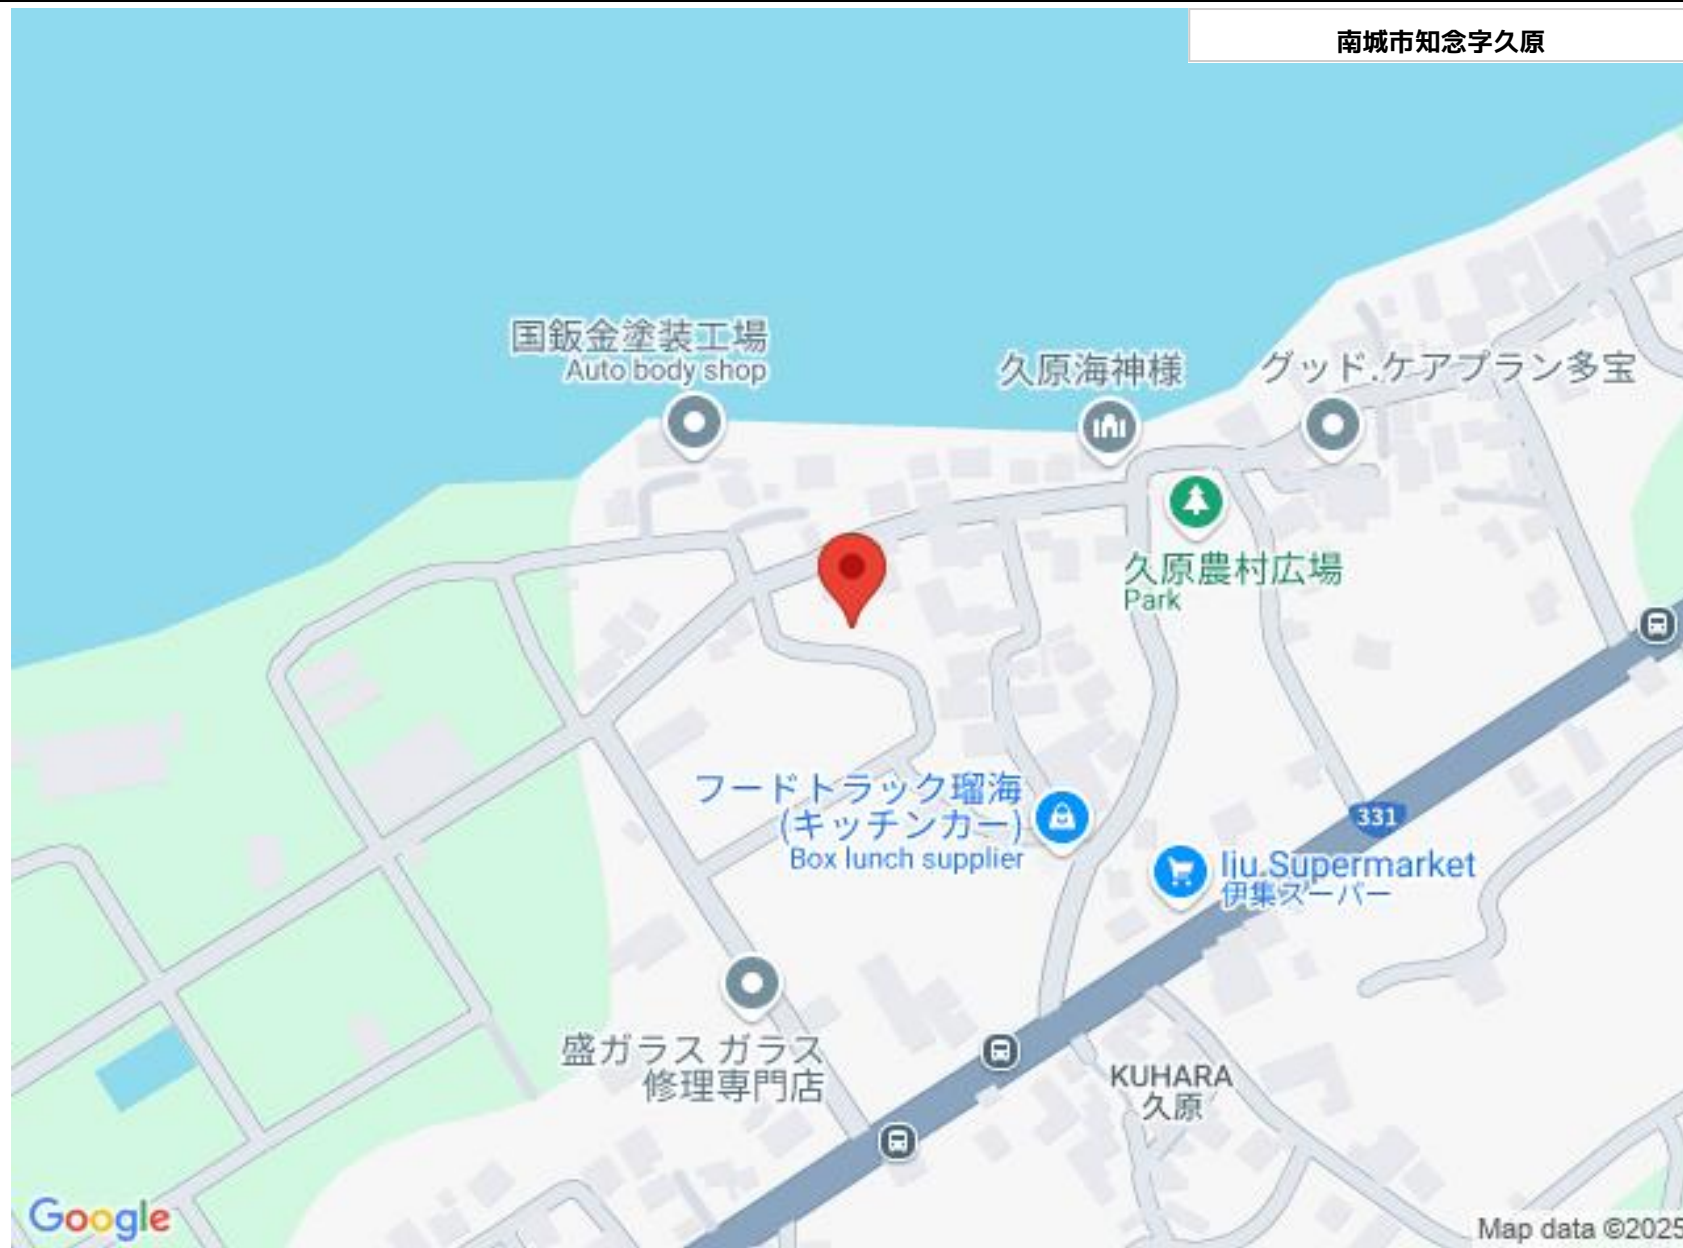 南城市知念字久原
国鈑金塗装工場
Auto body shop
久原海神様
グッド.ケアプラン多宝
久原農村広場
Park
フードトラック瑠海
(キッチンカー)
Box lunch supplier
331
Iju Supermarket
伊集スーパー
盛ガラス ガラス
修理専門店
KUHARA
久原
Google
Map data ©2025